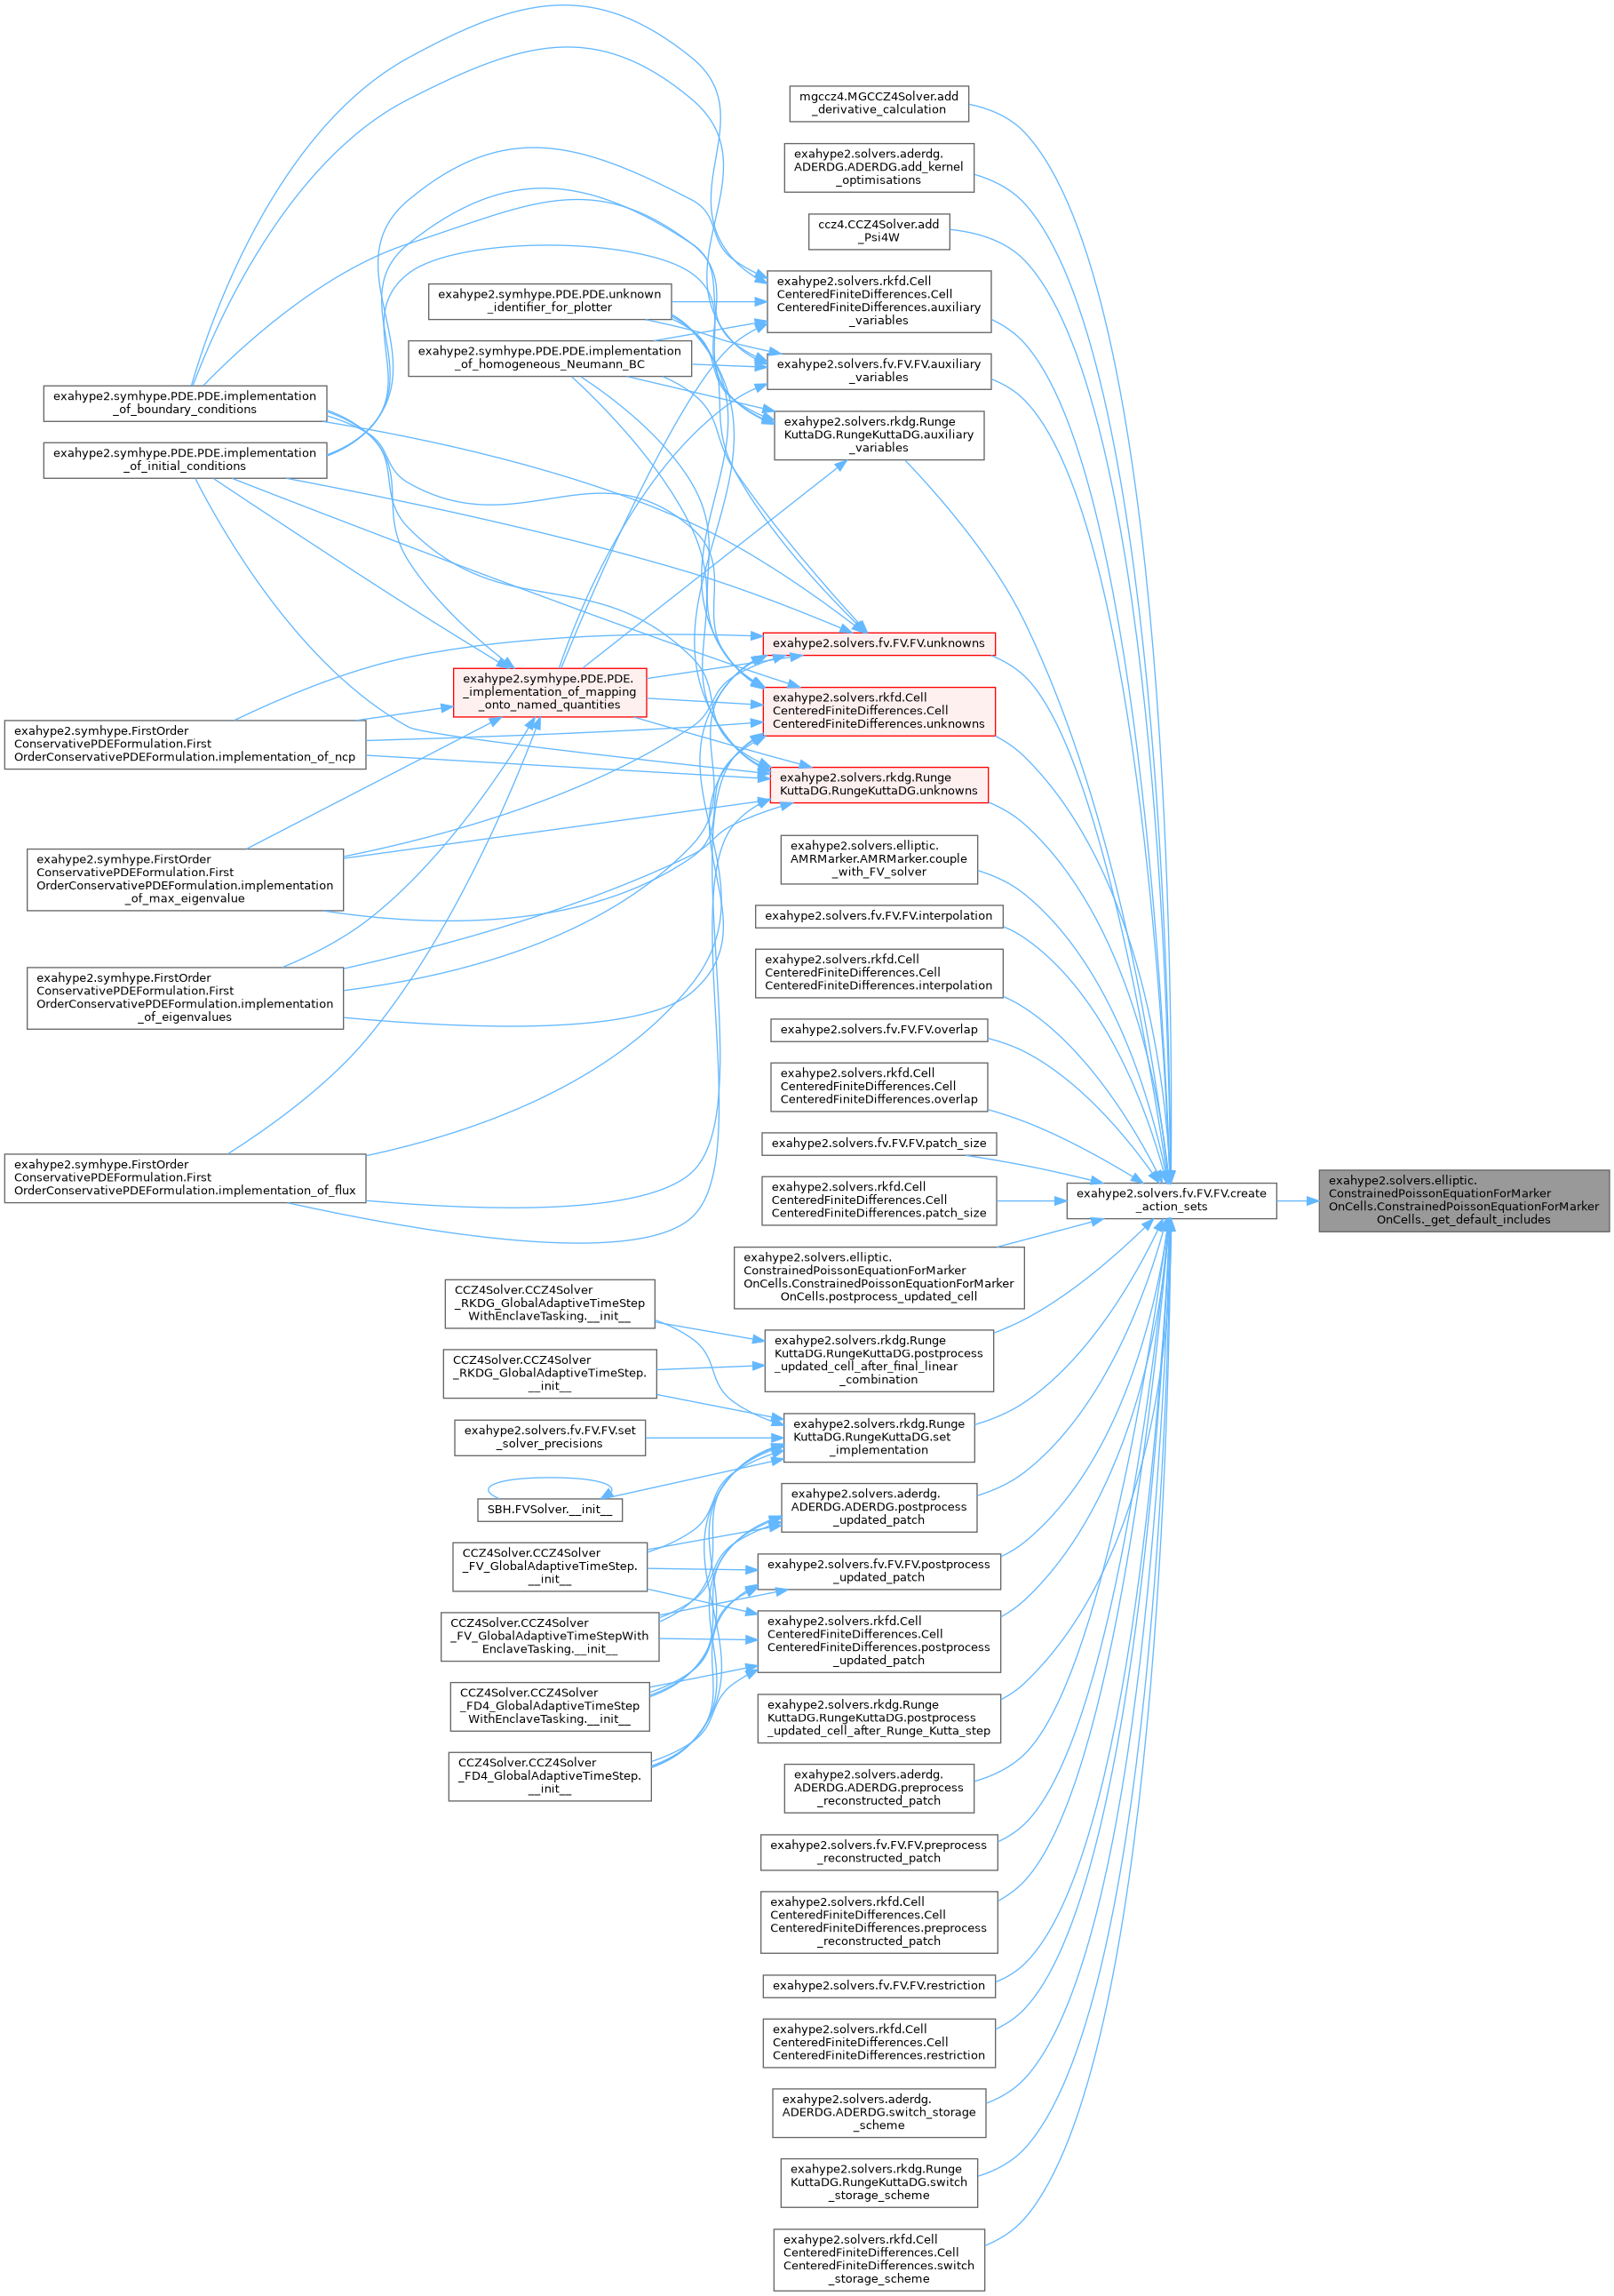 mgccz4.MGCCZ4Solver.add
_derivative_calculation
exahype2.solvers.aderdg.
ADERDG.ADERDG.add_kernel
_optimisations
ccz4.CCZ4Solver.add
_Psi4W
exahype2.solvers.rkfd.Cell
CenteredFiniteDifferences.Cell
CenteredFiniteDifferences.auxiliary
_variables
exahype2.symhype.PDE.PDE.unknown
_identifier_for_plotter
exahype2.symhype.PDE.PDE.implementation
_of_homogeneous_Neumann_BC
exahype2.solvers.fv.FV.FV.auxiliary
_variables
exahype2.symhype.PDE.PDE.implementation
_of_boundary_conditions
exahype2.solvers.rkdg.Runge
KuttaDG.RungeKuttaDG.auxiliary
_variables
exahype2.symhype.PDE.PDE.implementation
_of_initial_conditions
exahype2.solvers.fv.FV.FV.unknowns
exahype2.symhype.PDE.PDE.
_implementation_of_mapping
_onto_named_quantities
exahype2.solvers.rkfd.Cell
CenteredFiniteDifferences.Cell
CenteredFiniteDifferences.unknowns
exahype2.symhype.FirstOrder
ConservativePDEFormulation.First
OrderConservativePDEFormulation.implementation_of_ncp
exahype2.solvers.rkdg.Runge
KuttaDG.RungeKuttaDG.unknowns
exahype2.symhype.FirstOrder
ConservativePDEFormulation.First
OrderConservativePDEFormulation.implementation
_of_max_eigenvalue
exahype2.solvers.elliptic.
AMRMarker.AMRMarker.couple
_with_FV_solver
exahype2.solvers.fv.FV.FV.interpolation
exahype2.solvers.rkfd.Cell
CenteredFiniteDifferences.Cell
CenteredFiniteDifferences.interpolation
exahype2.symhype.FirstOrder
ConservativePDEFormulation.First
OrderConservativePDEFormulation.implementation
_of_eigenvalues
exahype2.solvers.fv.FV.FV.overlap
exahype2.solvers.rkfd.Cell
CenteredFiniteDifferences.Cell
CenteredFiniteDifferences.overlap
exahype2.solvers.fv.FV.FV.patch_size
exahype2.symhype.FirstOrder
ConservativePDEFormulation.First
OrderConservativePDEFormulation.implementation_of_flux
exahype2.solvers.rkfd.Cell
CenteredFiniteDifferences.Cell
CenteredFiniteDifferences.patch_size
exahype2.solvers.fv.FV.FV.create
_action_sets
exahype2.solvers.elliptic.
ConstrainedPoissonEquationForMarker
OnCells.ConstrainedPoissonEquationForMarker
OnCells._get_default_includes
exahype2.solvers.elliptic.
ConstrainedPoissonEquationForMarker
OnCells.ConstrainedPoissonEquationForMarker
OnCells.postprocess_updated_cell
CCZ4Solver.CCZ4Solver
_RKDG_GlobalAdaptiveTimeStep
WithEnclaveTasking.__init__
exahype2.solvers.rkdg.Runge
KuttaDG.RungeKuttaDG.postprocess
_updated_cell_after_final_linear
_combination
CCZ4Solver.CCZ4Solver
_RKDG_GlobalAdaptiveTimeStep.
__init__
exahype2.solvers.fv.FV.FV.set
_solver_precisions
exahype2.solvers.rkdg.Runge
KuttaDG.RungeKuttaDG.set
_implementation
SBH.FVSolver.__init__
exahype2.solvers.aderdg.
ADERDG.ADERDG.postprocess
_updated_patch
CCZ4Solver.CCZ4Solver
_FV_GlobalAdaptiveTimeStep.
__init__
exahype2.solvers.fv.FV.FV.postprocess
_updated_patch
CCZ4Solver.CCZ4Solver
_FV_GlobalAdaptiveTimeStepWith
EnclaveTasking.__init__
exahype2.solvers.rkfd.Cell
CenteredFiniteDifferences.Cell
CenteredFiniteDifferences.postprocess
_updated_patch
CCZ4Solver.CCZ4Solver
_FD4_GlobalAdaptiveTimeStep
WithEnclaveTasking.__init__
exahype2.solvers.rkdg.Runge
KuttaDG.RungeKuttaDG.postprocess
_updated_cell_after_Runge_Kutta_step
CCZ4Solver.CCZ4Solver
_FD4_GlobalAdaptiveTimeStep.
__init__
exahype2.solvers.aderdg.
ADERDG.ADERDG.preprocess
_reconstructed_patch
exahype2.solvers.fv.FV.FV.preprocess
_reconstructed_patch
exahype2.solvers.rkfd.Cell
CenteredFiniteDifferences.Cell
CenteredFiniteDifferences.preprocess
_reconstructed_patch
exahype2.solvers.fv.FV.FV.restriction
exahype2.solvers.rkfd.Cell
CenteredFiniteDifferences.Cell
CenteredFiniteDifferences.restriction
exahype2.solvers.aderdg.
ADERDG.ADERDG.switch_storage
_scheme
exahype2.solvers.rkdg.Runge
KuttaDG.RungeKuttaDG.switch
_storage_scheme
exahype2.solvers.rkfd.Cell
CenteredFiniteDifferences.Cell
CenteredFiniteDifferences.switch
_storage_scheme